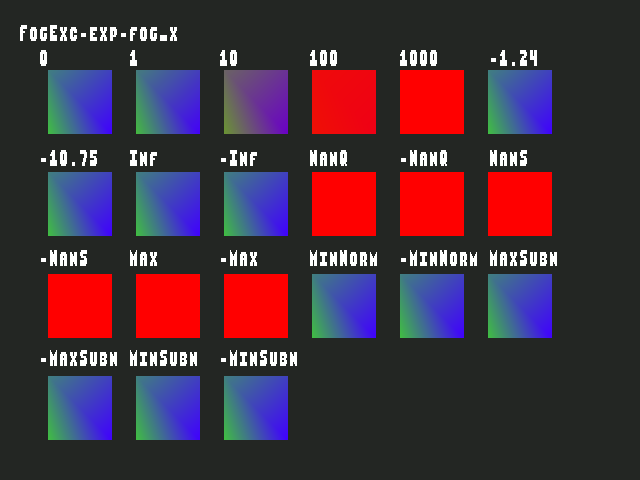 FogExc-exp-fog_x
0 1 10 100 1000 -1.24
-10.75 Inf -Inf NanQ -NanQ NanS
-NanS Max -Max MinNorm -MinNorm MaxSubN
-MaxSubN MinSubN -MinSubN